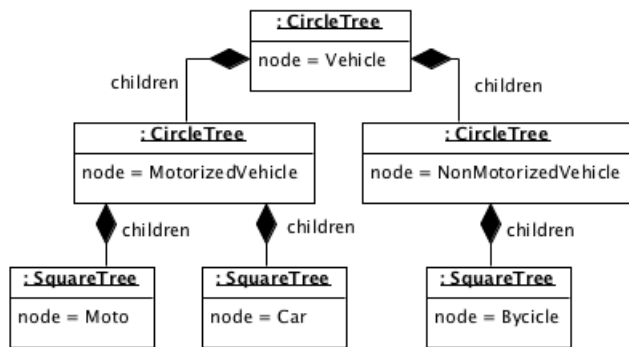 : CircleTree
node = Vehicle
children
children
: CircleTree
node = MotorizedVehicle
: CircleTree
node = NonMotorizedVehicle
children
children
children
: SquareTree
node = Moto
: SquareTree
node = Car
: SquareTree
node = Bycicle